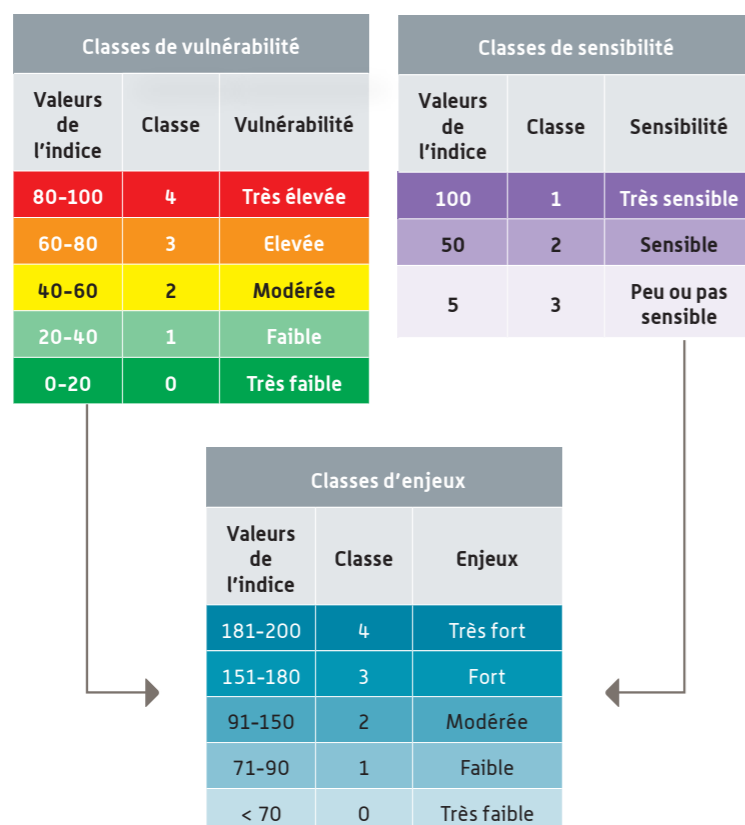 Classes de vulnérabilité
Valeurs
de
l'indice
Classe
Vulnérabilité
80-100 4 Très élevée
60-80 3 Elevée
40-60 2 Modérée
20-40 1 Faible
0-20 0 Très faible
Classes de sensibilité
Valeurs
de
l'indice
Classe
Sensibilité
100 1 Très sensible
50 2 Sensible
5 3 Peu ou pas
sensible
Classes d'enjeux
Valeurs
de
l'indice
Classe
Enjeux
181-200 4 Très fort
151-180 3 Fort
91-150 2 Modérée
71-90 1 Faible
< 70 0 Très faible